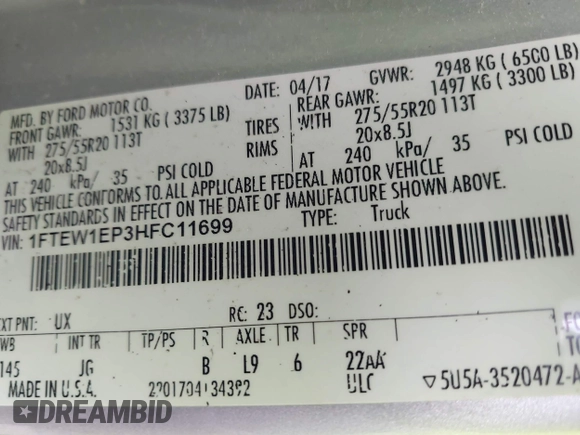 MFD. BY FORD MOTOR CO.
DATE: 04/17 GVWR: 2948 KG ( 6500 LB)
FRONT GAWR: 1531 KG ( 3375 LB) REAR GAWR: 1497 KG ( 3300 LB)
WITH 275/55R20 113T TIRES WITH 275/55R20 113T
20x8.5J RIMS 20x8.5J
AT 240 kPa/ 35 PSI COLD AT 240 kPa/ 35 PSI COLD
THIS VEHICLE CONFORMS TO ALL APPLICABLE FEDERAL MOTOR VEHICLE
SAFETY STANDARDS IN EFFECT ON THE DATE OF MANUFACTURE SHOWN ABOVE.
VIN: 1FTEW1EP3HFC11699 TYPE: Truck
EXT PNT: UX RC: 23 DSO:
WB INT TR TP/PS R AXLE TR SPR
145 JG B L9 6 22AA
MADE IN U.S.A. ULC
▽5U5A-3520472-A
© DREAMBID .COM